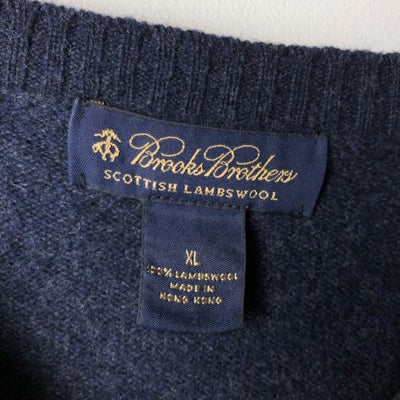 Brooks Brothers
SCOTTISH LAMBSWOOL
XL
100% LAMBSWOOL
MADE IN
HONG KONG